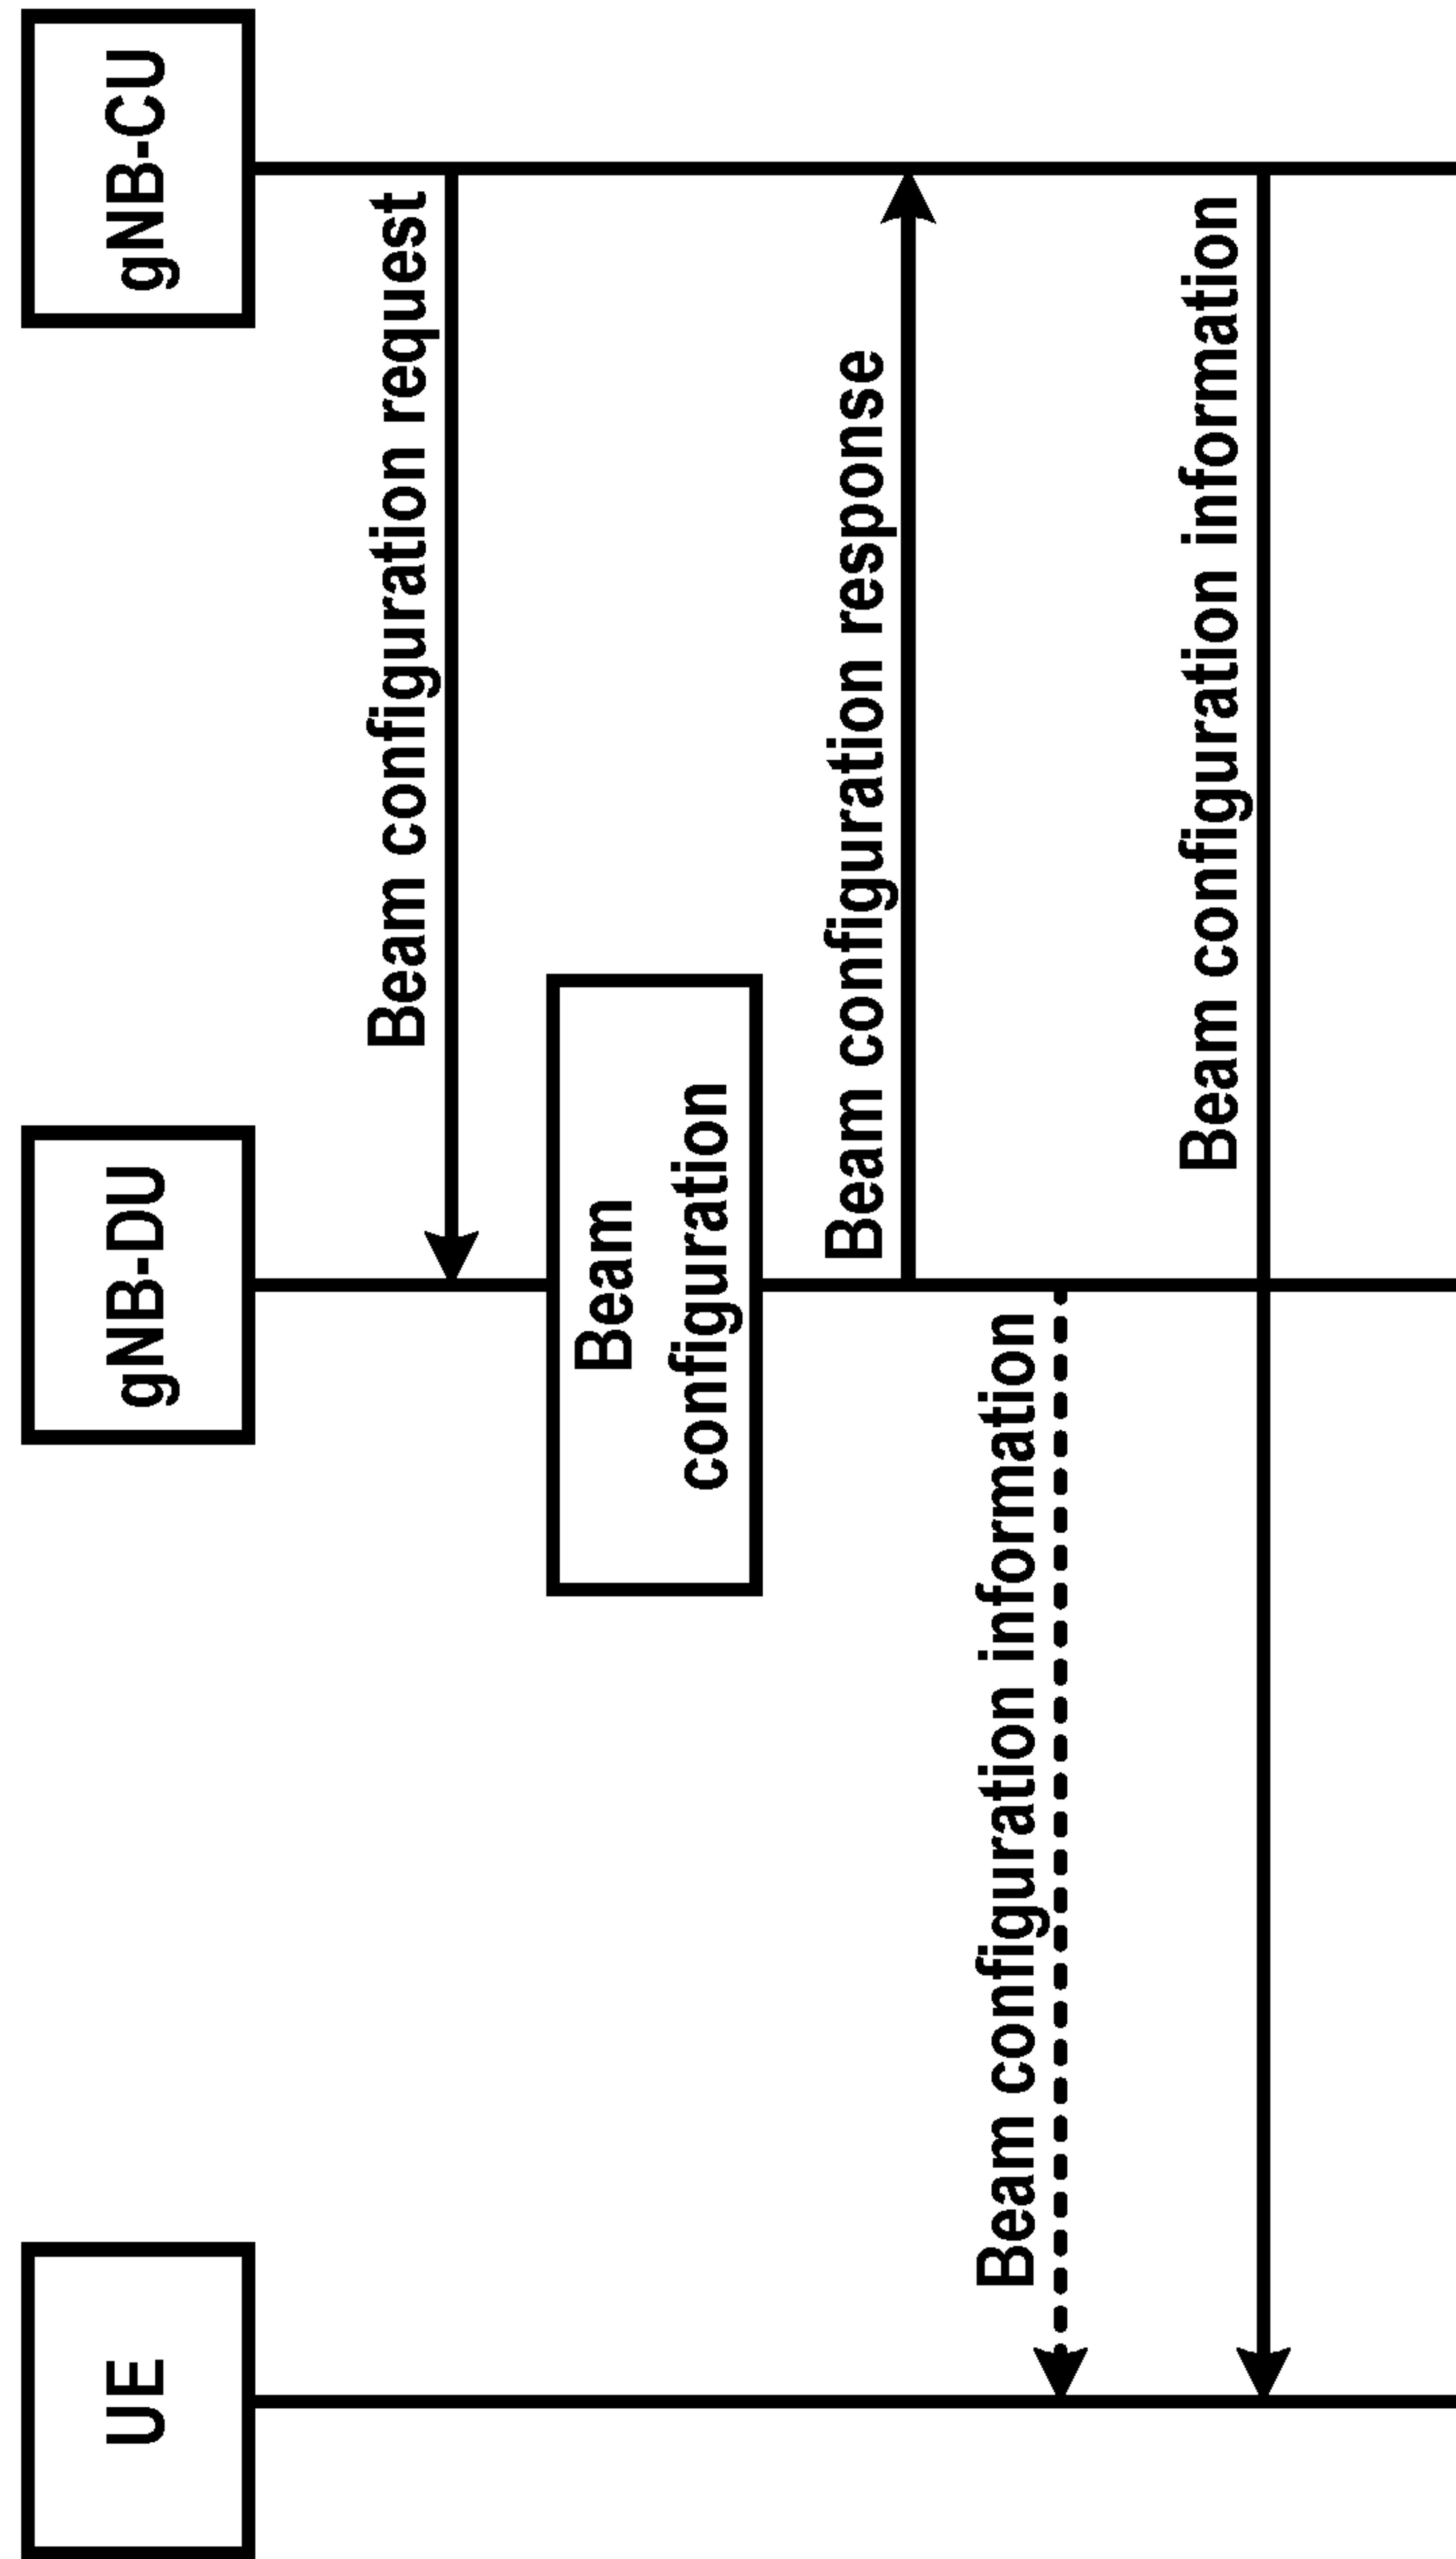 UE
gNB-DU
gNB-CU
Beam configuration request
Beam
configuration
Beam configuration response
Beam configuration information
Beam configuration information